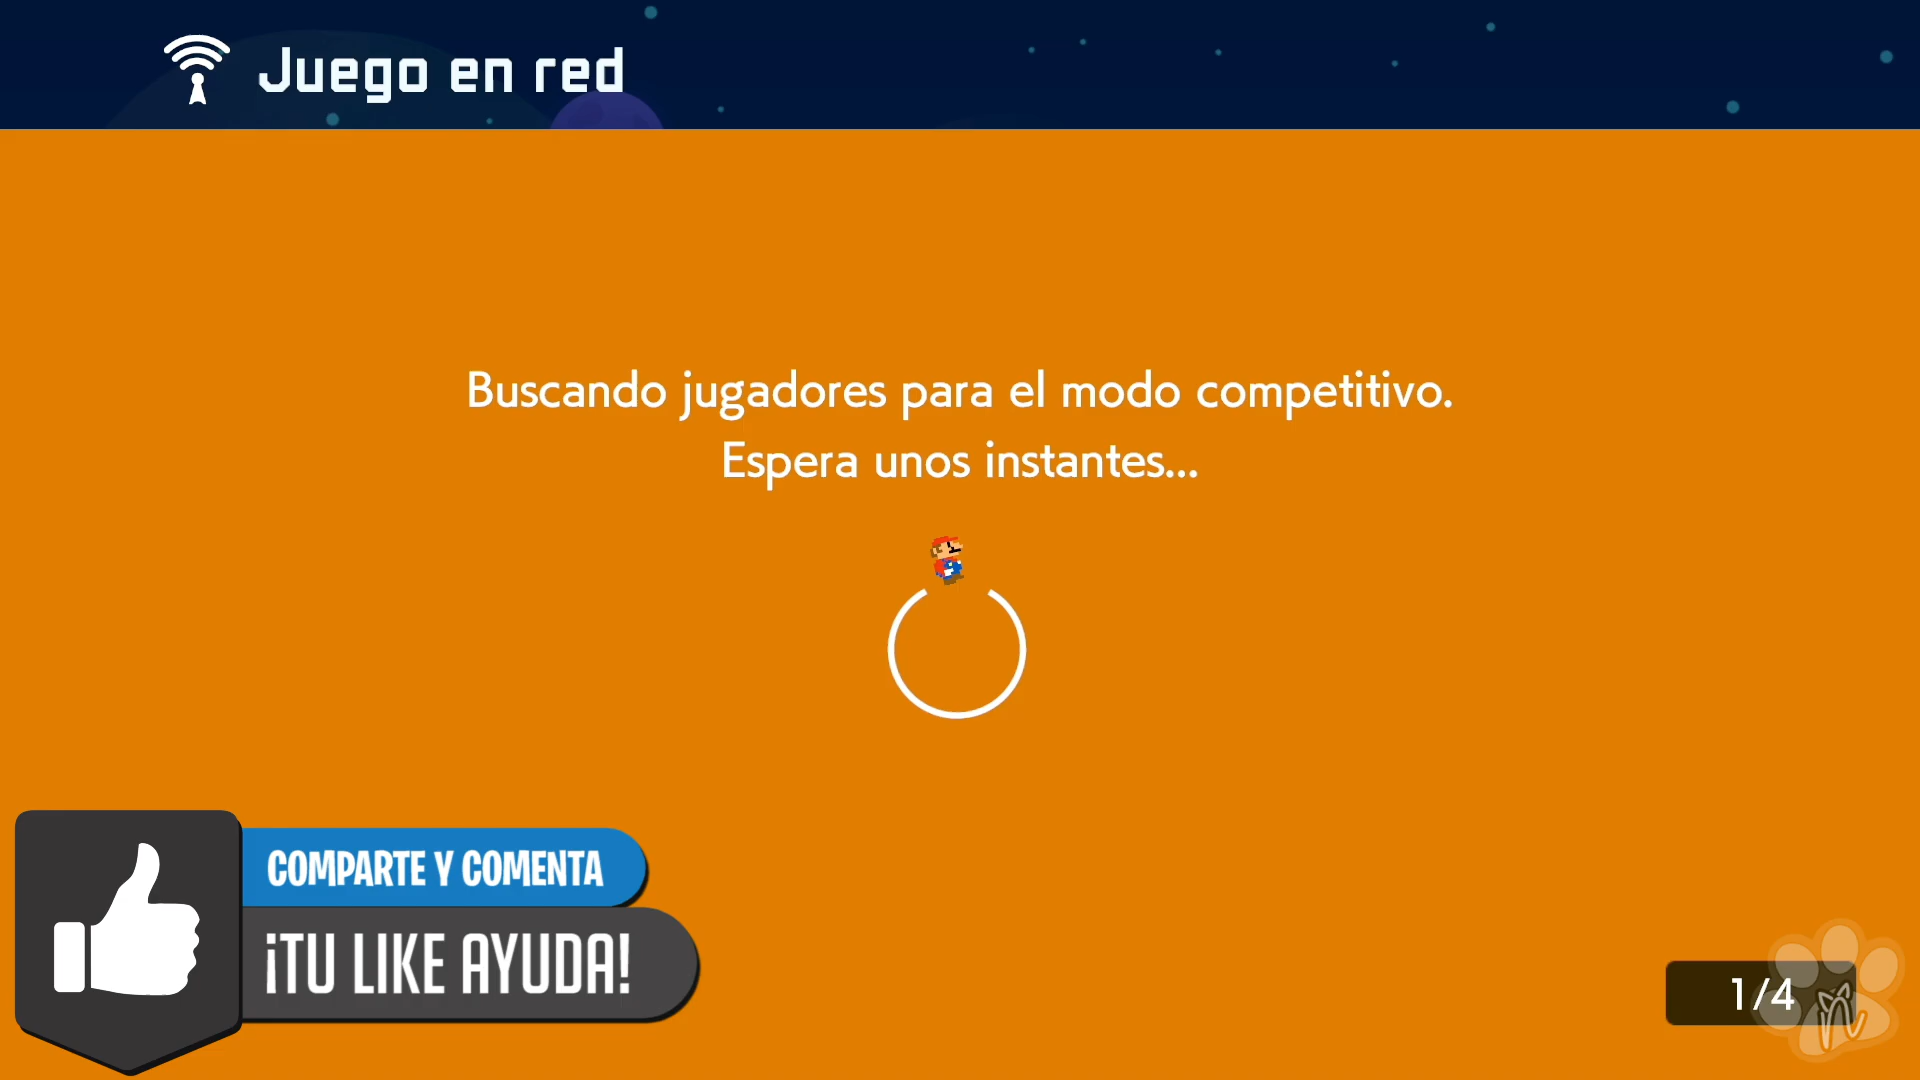 Juego en red
Buscando jugadores para el modo competitivo.
Espera unos instantes...
COMPARTE Y COMENTA
¡TU LIKE AYUDA!
1/4